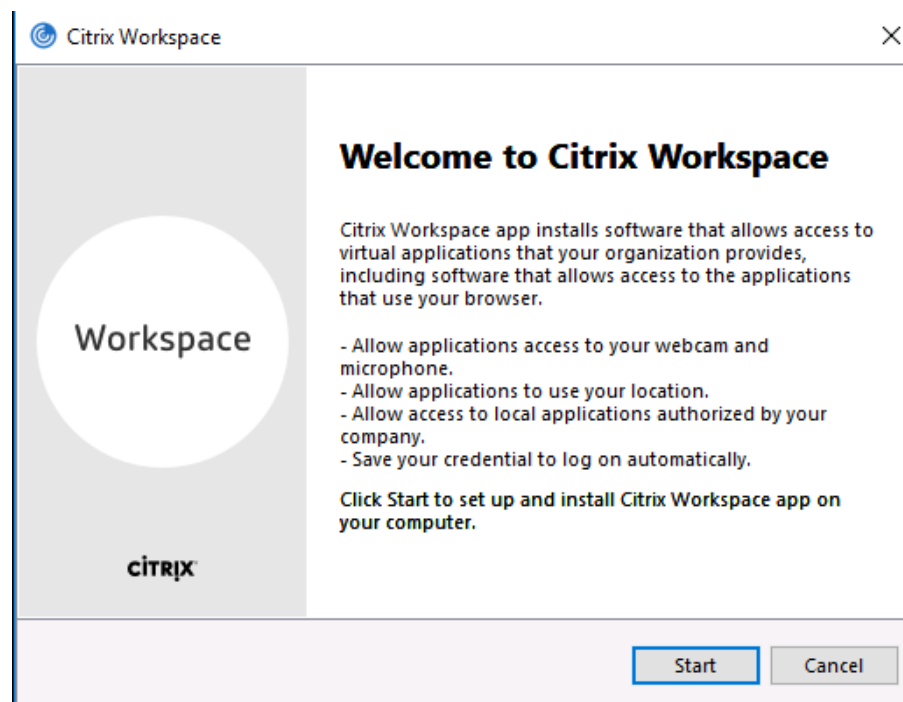 Citrix Workspace
Welcome to Citrix Workspace
Citrix Workspace app installs software that allows access to
virtual applications that your organization provides,
including software that allows access to the applications
that use your browser.
Workspace
- Allow applications access to your webcam and
microphone.
- Allow applications to use your location.
- Allow access to local applications authorized by your
company.
- Save your credential to log on automatically.
Click Start to set up and install Citrix Workspace app on
your computer.
CİTRIX
Start Cancel